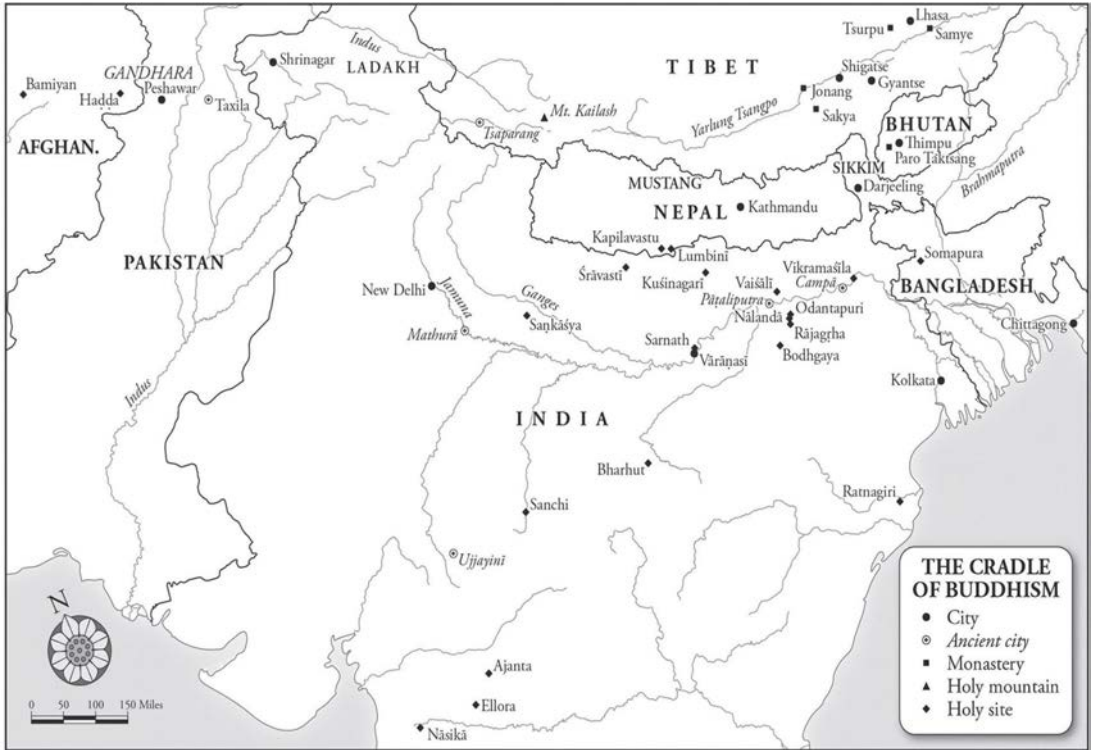 Lhasa
Tsurpu
Samye
Indus
LADAKH
Shrinagar
TIBET
GANDHARA
Bamiyan
Haḍḍa
Peshawar
Taxila
Shigatse
Gyantse
Jonang
Mt. Kailash
Sakya
Tsaparang
Yarlung Tsangpo
BHUTAN
AFGHAN.
Thimpu
Paro Taktsang
SIKKIM
Brahmaputra
MUSTANG
Darjeeling
NEPAL
Kathmandu
Kapilavastu
Lumbinī
Somapura
PAKISTAN
Śrāvastī
Kuśinagarī
Vaiśālī
Vikramaśīla
Campā
BANGLADESH
New Delhi
Jamuna
Ganges
Pāṭaliputra
Odantapuri
Nālandā
Mathurā
Saṇkāśya
Rājagṛha
Chittagong
Sarnath
Vārāṇasī
Bodhgaya
Indus
Kolkata
INDIA
Bharhut
Ratnagiri
Sanchi
Ujjayinī
THE CRADLE
OF BUDDHISM
City
Ancient city
Monastery
Holy mountain
Holy site
N
Ajanta
Ellora
Nāsikā
0 50 100 150 Miles